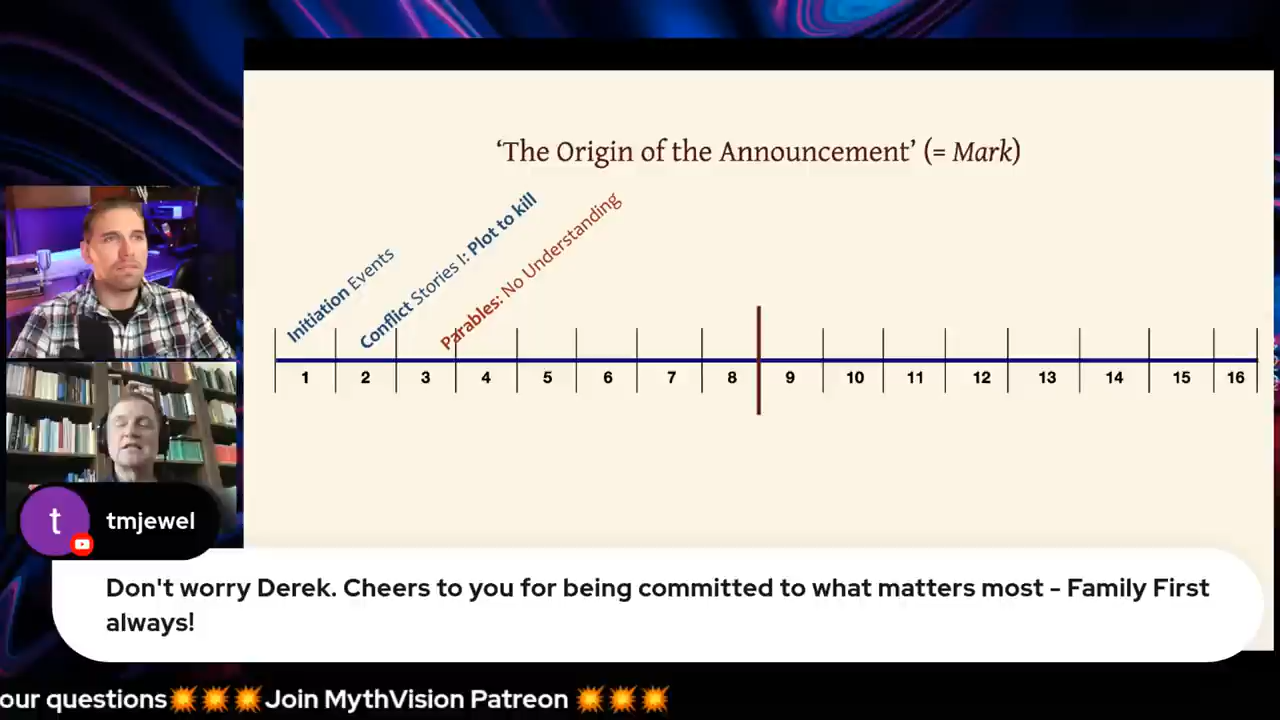 ‘The Origin of the Announcement’ (= Mark)
Initiation Events
Conflict Stories I: Plot to kill
Parables: No Understanding
1 2 3 4 5 6 7 8 9 10 11 12 13 14 15 16
t
tmjewel
Don't worry Derek. Cheers to you for being committed to what matters most - Family First
always!
our questions💥💥💥Join MythVision Patreon 💥💥💥